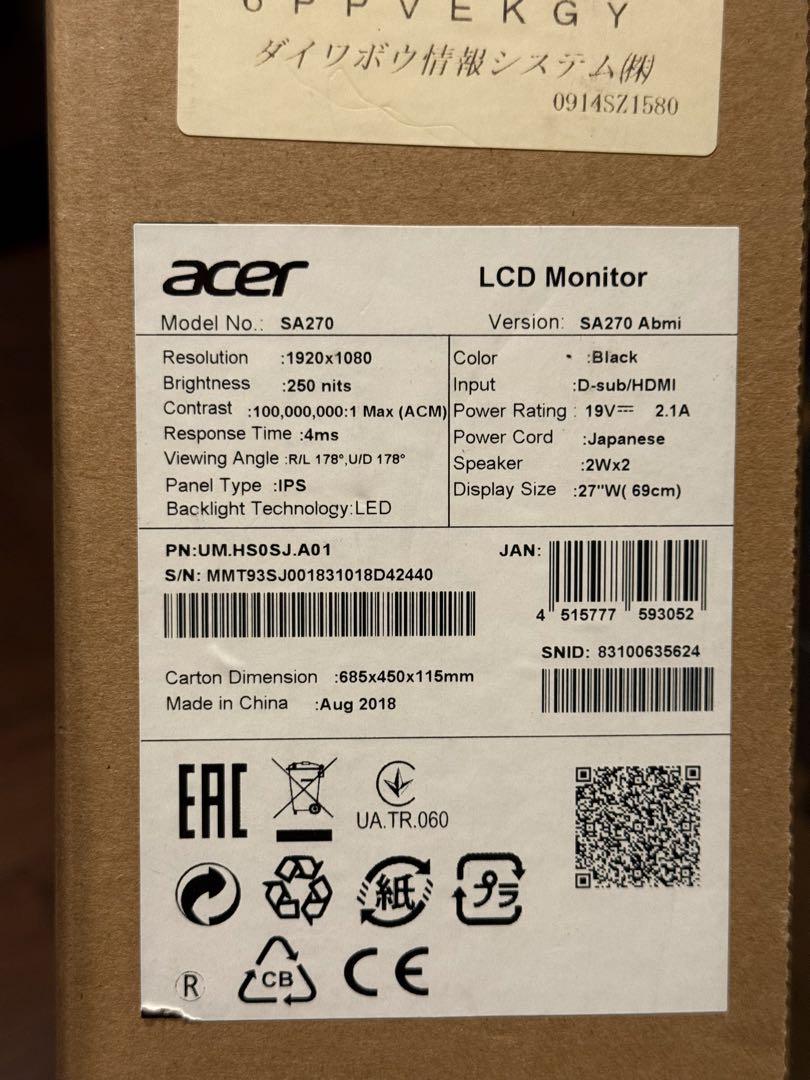 PPVEKGY
ダイワボウ情報システム㈱
0914SZ1580
acer
LCD Monitor
Model No.: SA270
Version: SA270 Abmi
Resolution :1920x1080
Brightness :250 nits
Contrast :100,000,000:1 Max (ACM)
Response Time :4ms
Viewing Angle :R/L 178°,U/D 178°
Panel Type :IPS
Backlight Technology:LED
Color :Black
Input :D-sub/HDMI
Power Rating : 19V⎓ 2.1A
Power Cord :Japanese
Speaker :2Wx2
Display Size :27"W( 69cm)
PN:UM.HS0SJ.A01
S/N: MMT93SJ001831018D42440
JAN:
4 515777 593052
SNID: 83100635624
Carton Dimension :685x450x115mm
Made in China :Aug 2018
EAC
UA.TR.060
紙
プラ
R
CB
CE